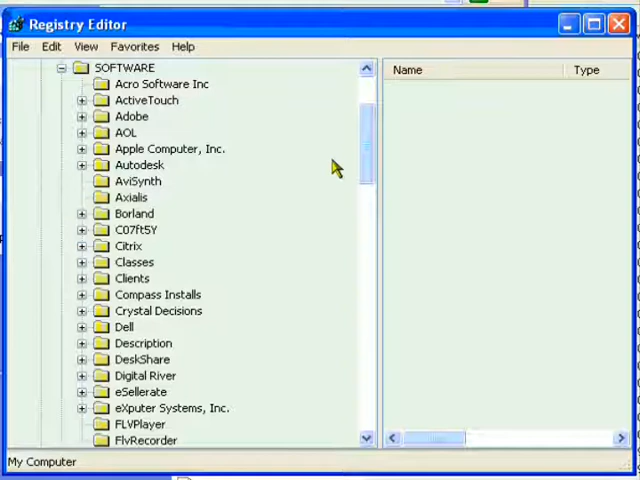 Registry Editor
File Edit View Favorites Help
SOFTWARE
Acro Software Inc
ActiveTouch
Adobe
AOL
Apple Computer, Inc.
Autodesk
AviSynth
Axialis
Borland
C07ft5Y
Citrix
Classes
Clients
Compass Installs
Crystal Decisions
Dell
Description
DeskShare
Digital River
eSellerate
eXputer Systems, Inc.
FLVPlayer
FlvRecorder
Name Type
My Computer